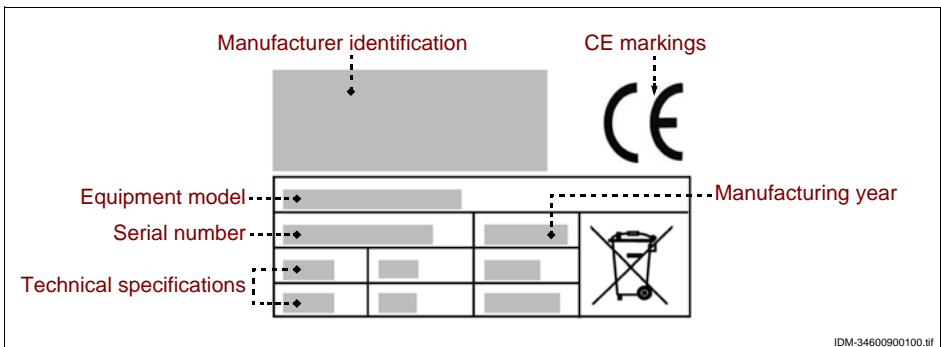 Manufacturer identification
CE markings
CE
Equipment model
Manufacturing year
Serial number
Technical specifications
IDM-34600900100.tif